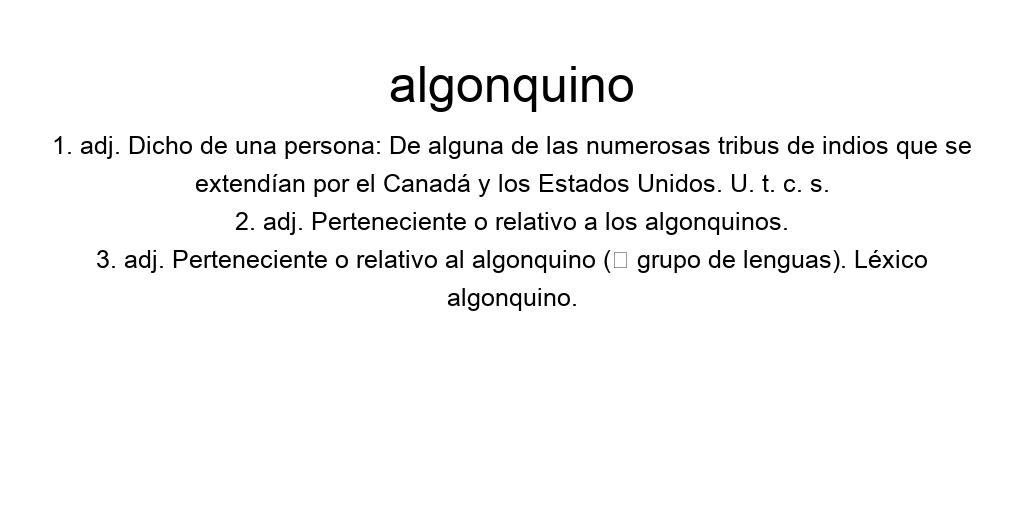 algonquino
1. adj. Dicho de una persona: De alguna de las numerosas tribus de indios que se
extendían por el Canadá y los Estados Unidos. U. t. c. s.
2. adj. Perteneciente o relativo a los algonquinos.
3. adj. Perteneciente o relativo al algonquino (▯ grupo de lenguas). Léxico
algonquino.